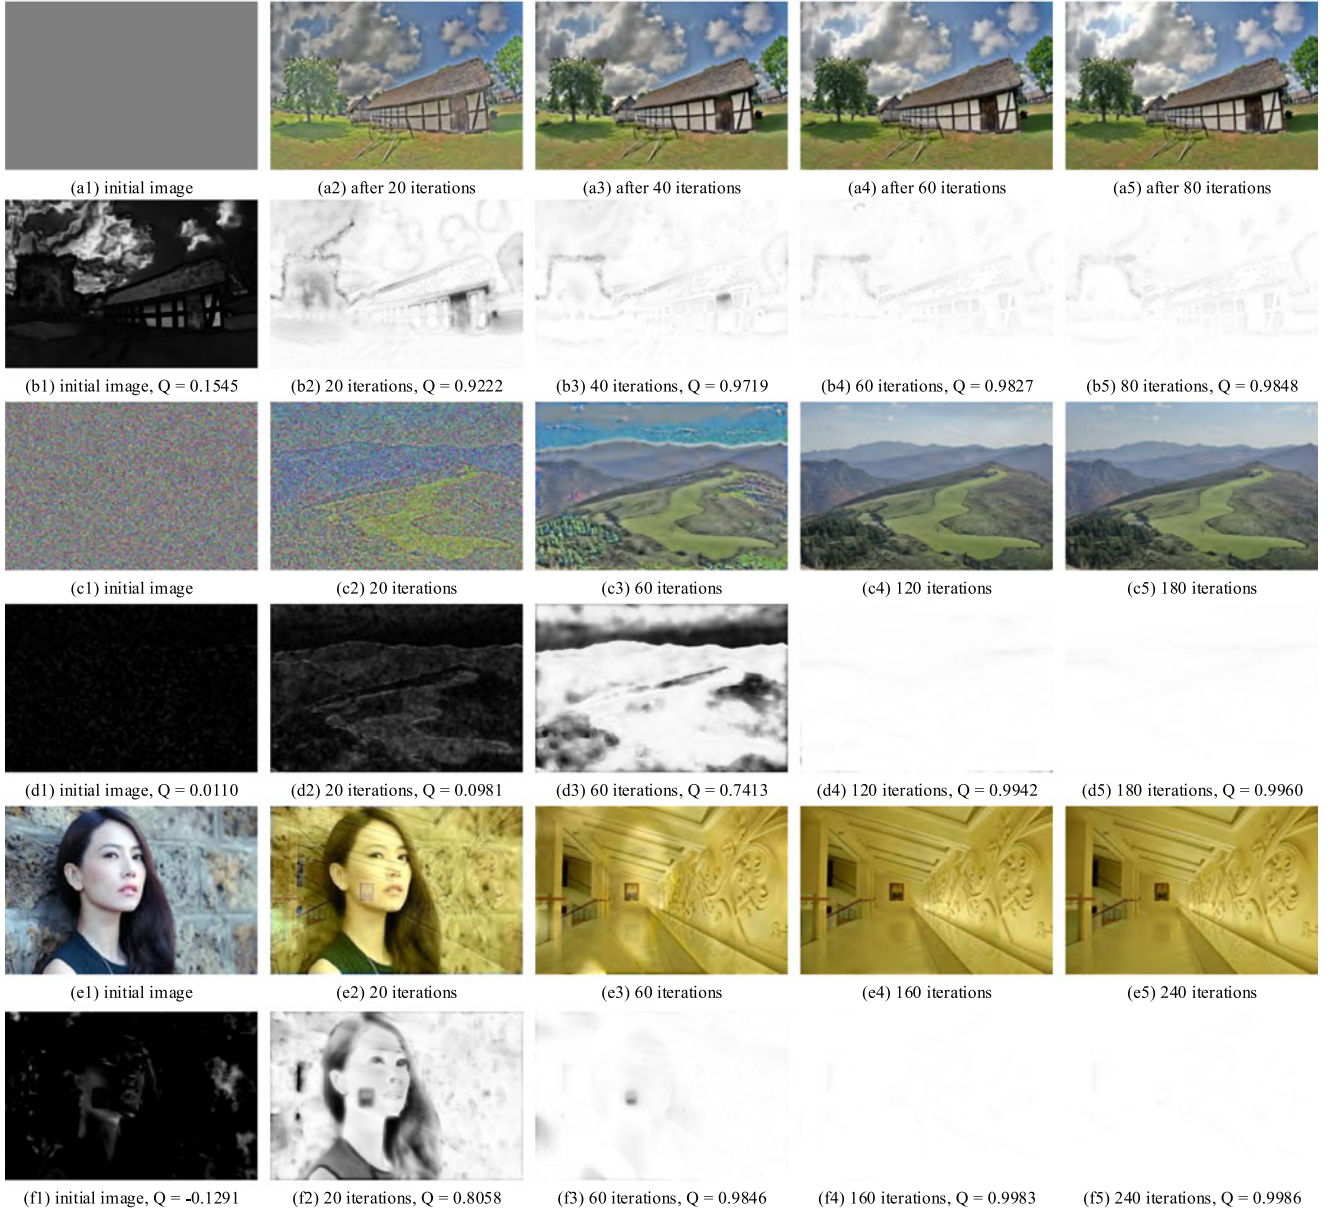 (a1) initial image
(a2) after 20 iterations
(a3) after 40 iterations
(a4) after 60 iterations
(a5) after 80 iterations
(b1) initial image, Q = 0.1545
(b2) 20 iterations, Q = 0.9222
(b3) 40 iterations, Q = 0.9719
(b4) 60 iterations, Q = 0.9827
(b5) 80 iterations, Q = 0.9848
(c1) initial image
(c2) 20 iterations
(c3) 60 iterations
(c4) 120 iterations
(c5) 180 iterations
(d1) initial image, Q = 0.0110
(d2) 20 iterations, Q = 0.0981
(d3) 60 iterations, Q = 0.7413
(d4) 120 iterations, Q = 0.9942
(d5) 180 iterations, Q = 0.9960
(e1) initial image
(e2) 20 iterations
(e3) 60 iterations
(e4) 160 iterations
(e5) 240 iterations
(f1) initial image, Q = -0.1291
(f2) 20 iterations, Q = 0.8058
(f3) 60 iterations, Q = 0.9846
(f4) 160 iterations, Q = 0.9983
(f5) 240 iterations, Q = 0.9986